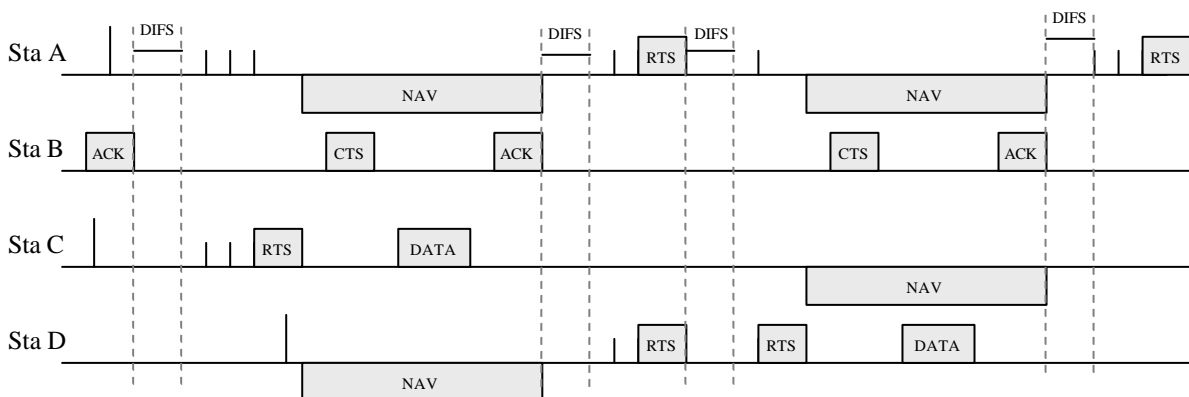 DIFS DIFS DIFS DIFS
Sta A RTS RTS
NAV NAV
Sta B ACK CTS ACK CTS ACK
Sta C RTS DATA
NAV
Sta D RTS RTS DATA
NAV